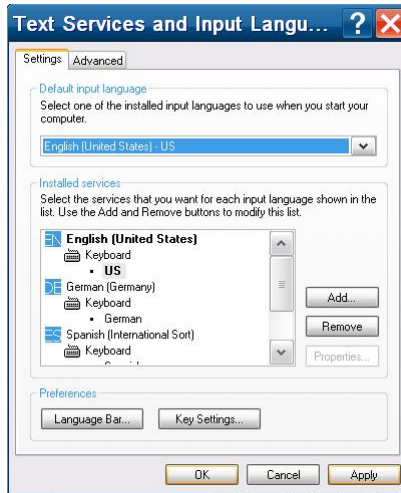 Text Services and Input Langu...
Settings Advanced
Default input language
Select one of the installed input languages to use when you start your
computer.
English (United States) - US
Installed services
Select the services that you want for each input language shown in the
list. Use the Add and Remove buttons to modify this list.
EN English (United States)
Keyboard
• US
DE German (Germany)
Keyboard
• German
ES Spanish (International Sort)
Keyboard
Add...
Remove
Properties...
Preferences
Language Bar...
Key Settings...
OK Cancel Apply